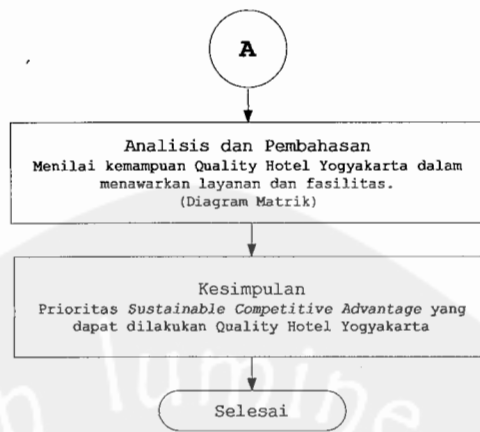 A
Analisis dan Pembahasan
Menilai kemampuan Quality Hotel Yogyakarta dalam
menawarkan layanan dan fasilitas.
(Diagram Matrik)
Kesimpulan
Prioritas Sustainable Competitive Advantage yang
dapat dilakukan Quality Hotel Yogyakarta
Selesai
lumine